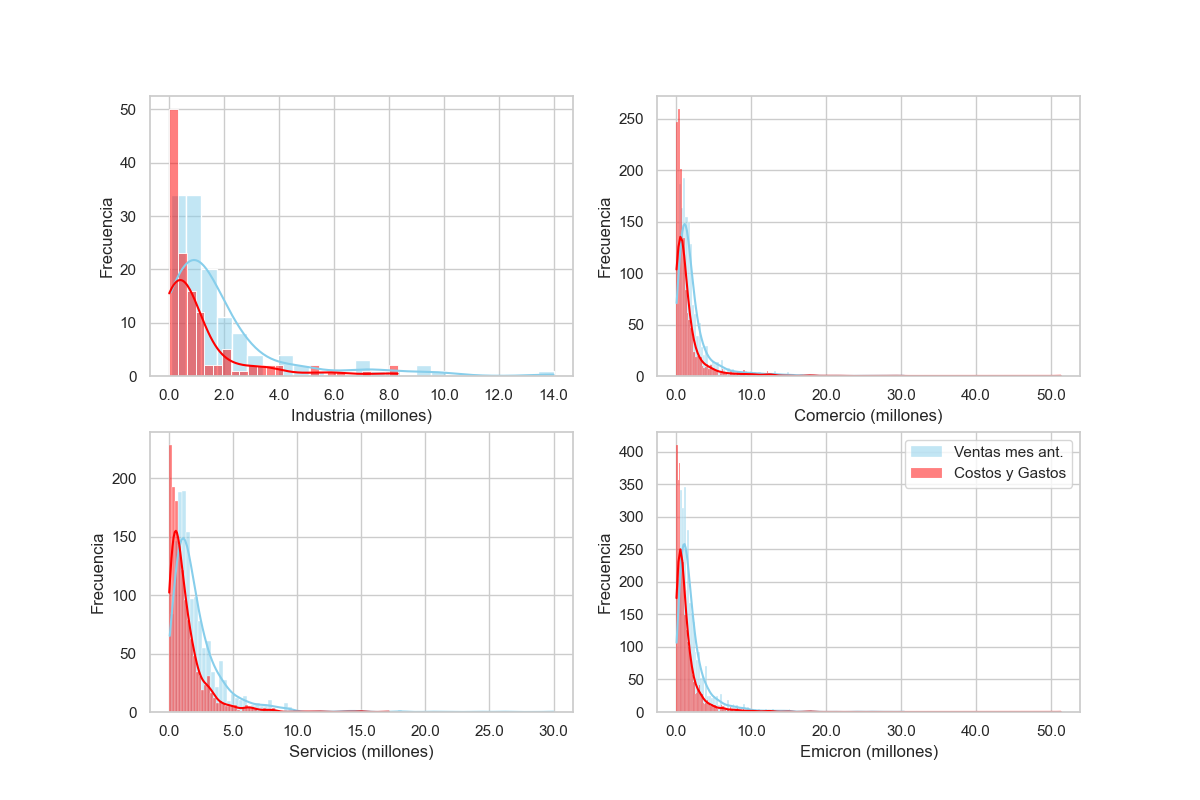 50
40
30
20
10
0
Frecuencia
0.0 2.0 4.0 6.0 8.0 10.0 12.0 14.0
Industria (millones)
250
200
150
100
50
0
Frecuencia
0.0 10.0 20.0 30.0 40.0 50.0
Comercio (millones)
200
150
100
50
0
Frecuencia
0.0 5.0 10.0 15.0 20.0 25.0 30.0
Servicios (millones)
400
350
300
250
200
150
100
50
0
Frecuencia
Ventas mes ant.
Costos y Gastos
0.0 10.0 20.0 30.0 40.0 50.0
Emicron (millones)